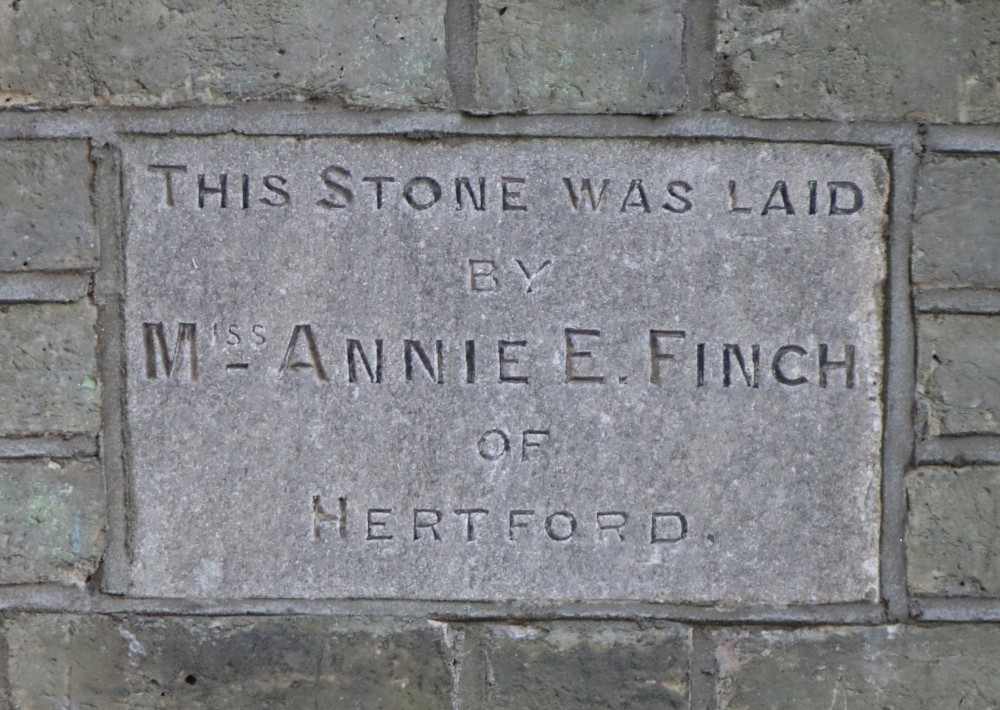 THIS STONE WAS LAID
BY
MISS ANNIE E. FINCH
OF
HERTFORD.